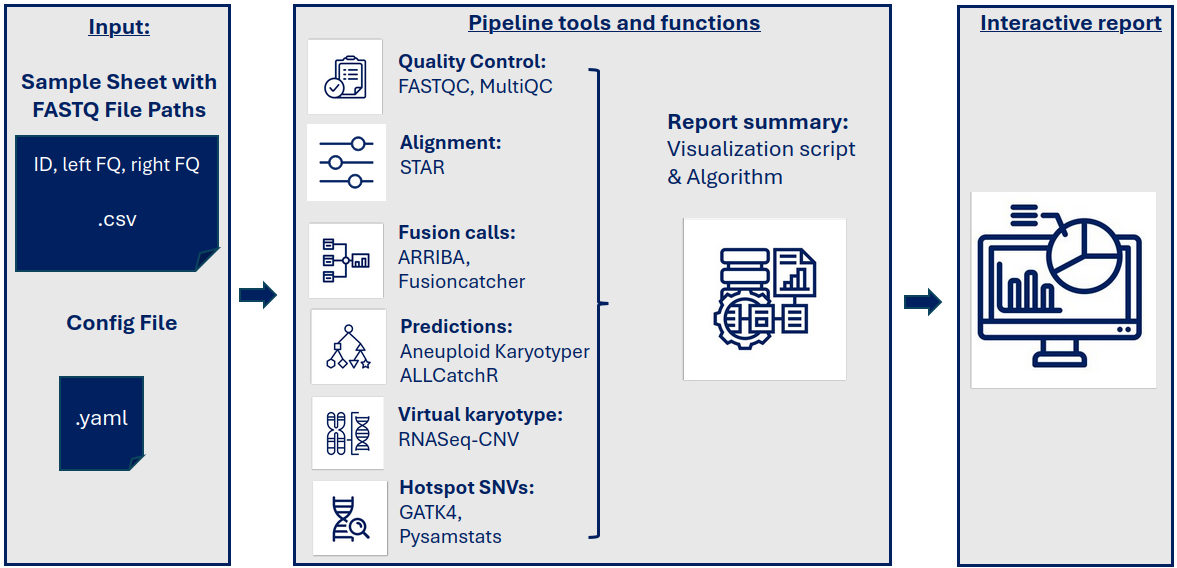 Input:
Sample Sheet with
FASTQ File Paths
ID, left FQ, right FQ
.csv
Config File
.yaml
Pipeline tools and functions
Quality Control:
FASTQC, MultiQC
Alignment:
STAR
Fusion calls:
ARRIBA,
Fusioncatcher
Predictions:
Aneuploid Karyotyper
ALLCatchR
Virtual karyotype:
RNASeq-CNV
Hotspot SNVs:
GATK4,
Pysamstats
Report summary:
Visualization script
& Algorithm
Interactive report